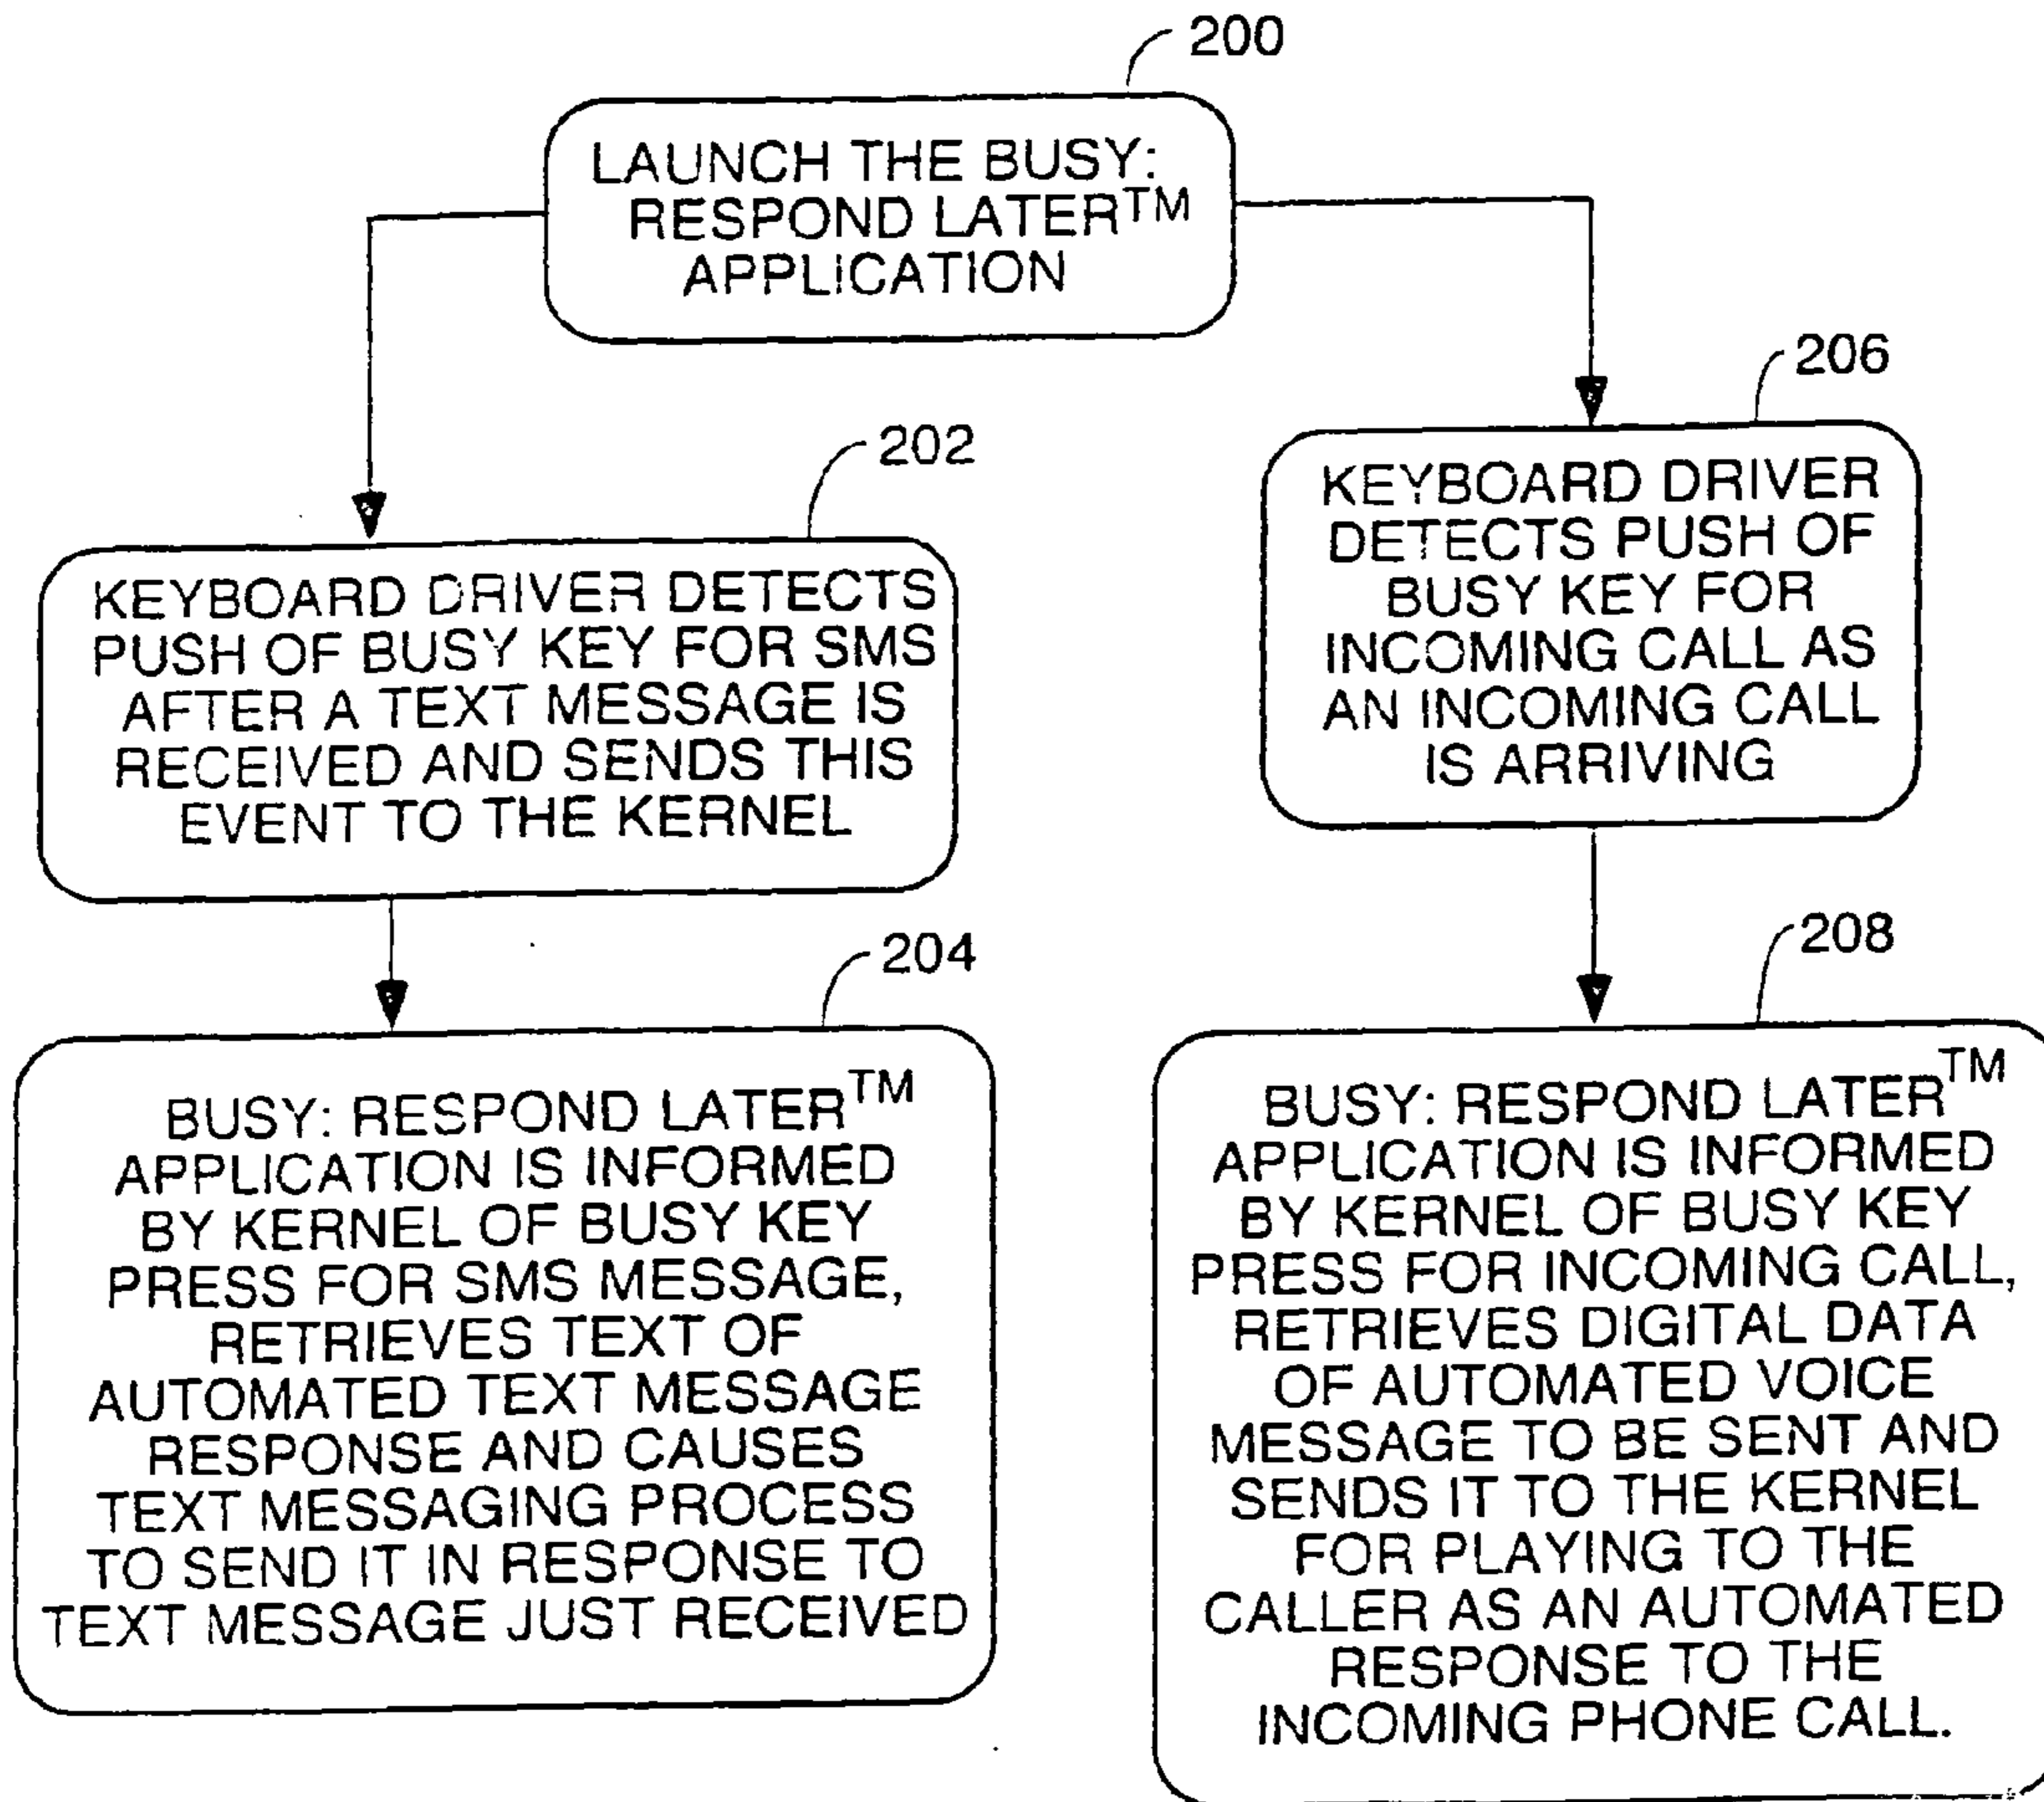 200
LAUNCH THE BUSY:
RESPOND LATER™
APPLICATION
202
KEYBOARD DRIVER DETECTS
PUSH OF BUSY KEY FOR SMS
AFTER A TEXT MESSAGE IS
RECEIVED AND SENDS THIS
EVENT TO THE KERNEL
204
BUSY: RESPOND LATER™
APPLICATION IS INFORMED
BY KERNEL OF BUSY KEY
PRESS FOR SMS MESSAGE,
RETRIEVES TEXT OF
AUTOMATED TEXT MESSAGE
RESPONSE AND CAUSES
TEXT MESSAGING PROCESS
TO SEND IT IN RESPONSE TO
TEXT MESSAGE JUST RECEIVED
206
KEYBOARD DRIVER
DETECTS PUSH OF
BUSY KEY FOR
INCOMING CALL AS
AN INCOMING CALL
IS ARRIVING
208
BUSY: RESPOND LATER™
APPLICATION IS INFORMED
BY KERNEL OF BUSY KEY
PRESS FOR INCOMING CALL,
RETRIEVES DIGITAL DATA
OF AUTOMATED VOICE
MESSAGE TO BE SENT AND
SENDS IT TO THE KERNEL
FOR PLAYING TO THE
CALLER AS AN AUTOMATED
RESPONSE TO THE
INCOMING PHONE CALL.